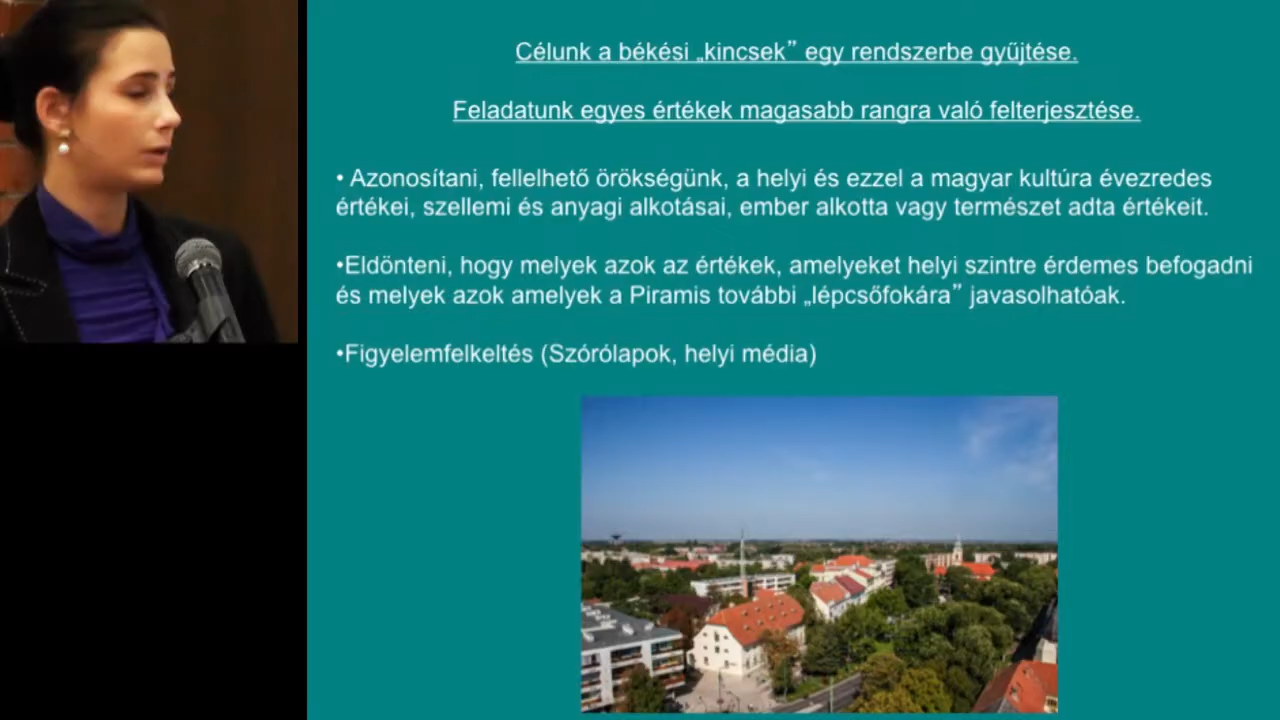 Célunk a békési „kincsek” egy rendszerbe gyűjtése.
Feladatunk egyes értékek magasabb rangra való felterjesztése.
• Azonosítani, fellelhető örökségünk, a helyi és ezzel a magyar kultúra évezredes
értékei, szellemi és anyagi alkotásai, ember alkotta vagy természet adta értékeit.
•Eldönteni, hogy melyek azok az értékek, amelyeket helyi szintre érdemes befogadni
és melyek azok amelyek a Piramis további „lépcsőfokára” javasolhatóak.
•Figyelemfelkeltés (Szórólapok, helyi média)